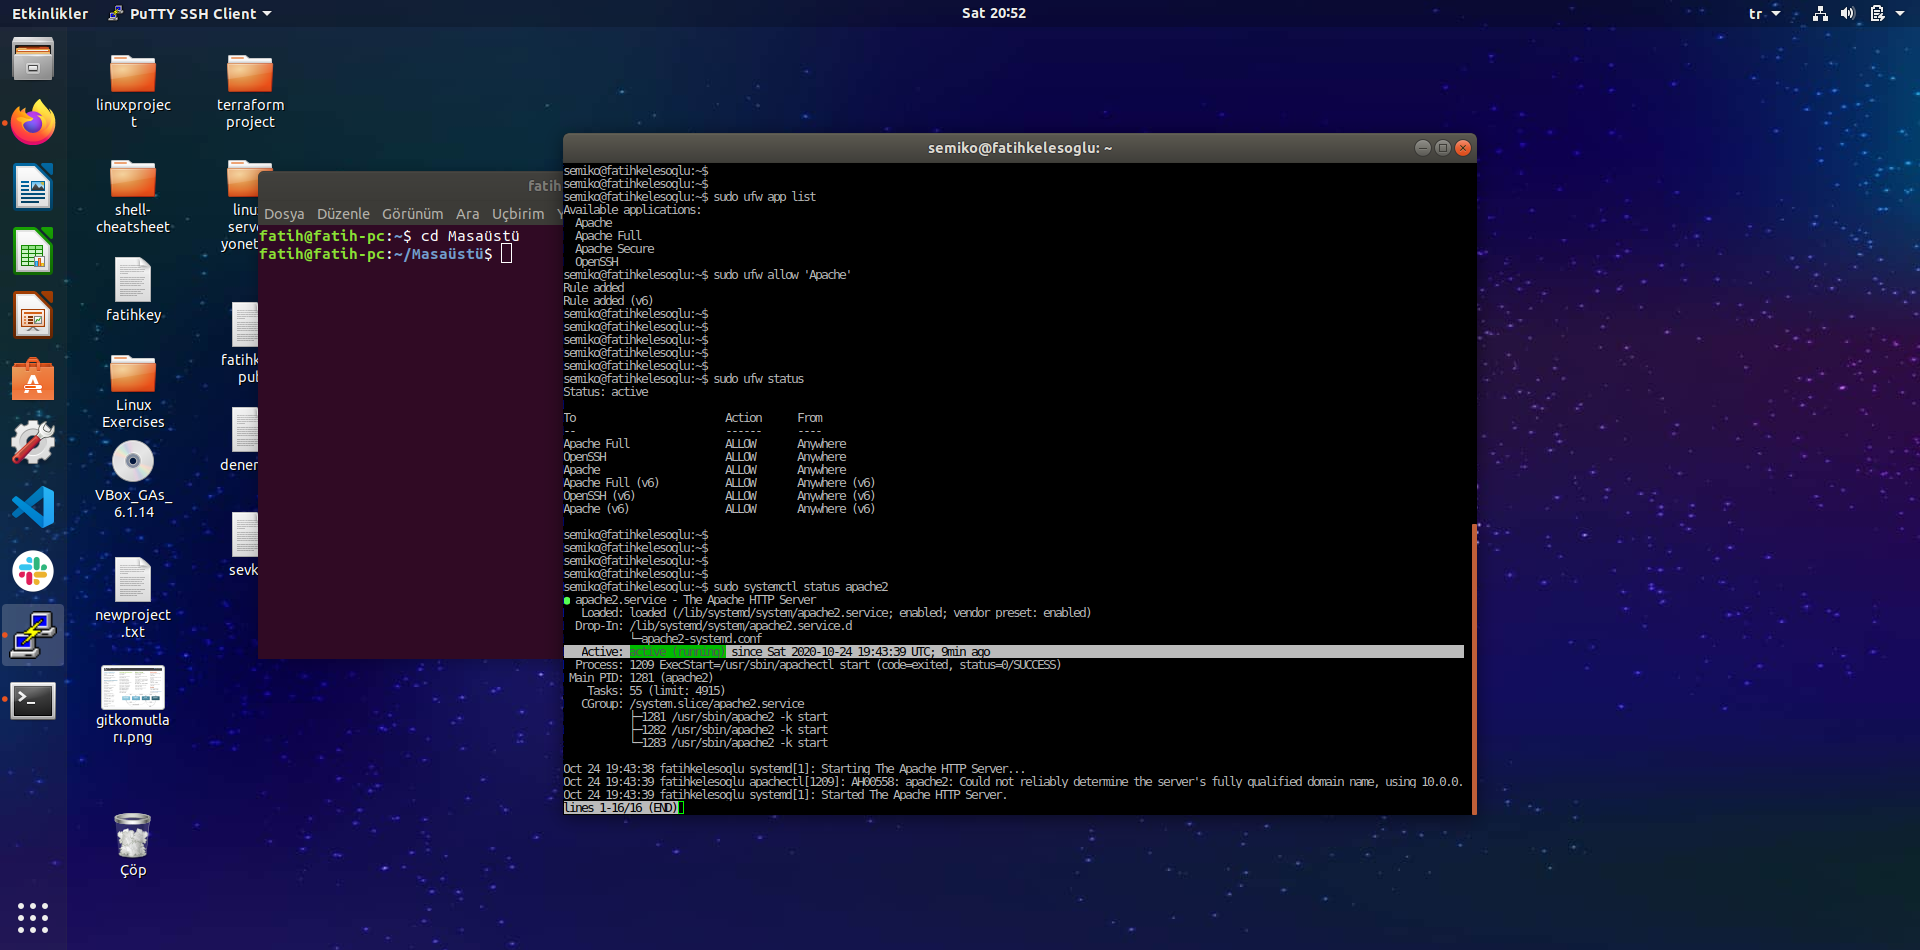 Etkinlikler
PuTTY SSH Client
Sat 20:52
tr
linuxprojec
t
terraform
project
shell-
cheatsheet
linu
serv
yonet
fatihkey
fatihk
pub
Linux
Exercises
dener
VBox_GAs_
6.1.14
sevk
newproject
.txt
gitkomutla
rı.png
Çöp
fatih
Dosya Düzenle Görünüm Ara Uçbirim Y
fatih@fatih-pc:~$ cd Masaüstü
fatih@fatih-pc:~/Masaüstü$
semiko@fatihkelesoglu: ~
semiko@fatihkelesoglu:~$
semiko@fatihkelesoglu:~$
semiko@fatihkelesoglu:~$ sudo ufw app list
Available applications:
Apache
Apache Full
Apache Secure
OpenSSH
semiko@fatihkelesoglu:~$ sudo ufw allow 'Apache'
Rule added
Rule added (v6)
semiko@fatihkelesoglu:~$
semiko@fatihkelesoglu:~$
semiko@fatihkelesoglu:~$
semiko@fatihkelesoglu:~$
semiko@fatihkelesoglu:~$
semiko@fatihkelesoglu:~$ sudo ufw status
Status: active
To Action From
-- ------ ----
Apache Full ALLOW Anywhere
OpenSSH ALLOW Anywhere
Apache ALLOW Anywhere
Apache Full (v6) ALLOW Anywhere (v6)
OpenSSH (v6) ALLOW Anywhere (v6)
Apache (v6) ALLOW Anywhere (v6)
semiko@fatihkelesoglu:~$
semiko@fatihkelesoglu:~$
semiko@fatihkelesoglu:~$
semiko@fatihkelesoglu:~$
semiko@fatihkelesoglu:~$ sudo systemctl status apache2
● apache2.service - The Apache HTTP Server
Loaded: loaded (/lib/systemd/system/apache2.service; enabled; vendor preset: enabled)
Drop-In: /lib/systemd/system/apache2.service.d
└─apache2-systemd.conf
Active: active (running) since Sat 2020-10-24 19:43:39 UTC; 9min ago
Process: 1209 ExecStart=/usr/sbin/apachectl start (code=exited, status=0/SUCCESS)
Main PID: 1281 (apache2)
Tasks: 55 (limit: 4915)
CGroup: /system.slice/apache2.service
├─1281 /usr/sbin/apache2 -k start
├─1282 /usr/sbin/apache2 -k start
└─1283 /usr/sbin/apache2 -k start
Oct 24 19:43:38 fatihkelesoglu systemd[1]: Starting The Apache HTTP Server...
Oct 24 19:43:39 fatihkelesoglu apachectl[1209]: AH00558: apache2: Could not reliably determine the server's fully qualified domain name, using 10.0.0.
Oct 24 19:43:39 fatihkelesoglu systemd[1]: Started The Apache HTTP Server.
lines 1-16/16 (END)